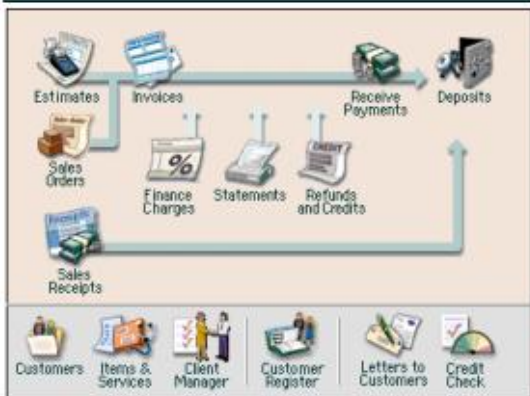 Estimates
Invoices
Receive
Payments
Deposits
Sales
Orders
%
Finance
Charges
Statements
CREDIT
Refunds
and Credits
Sales
Receipts
Customers
Items &
Services
Client
Manager
Customer
Register
Letters to
Customers
Credit
Check